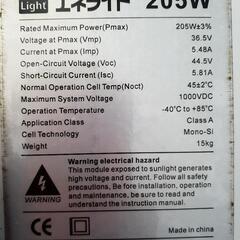 Light エネライト 205W
Rated Maximum Power(Pmax) 205W±3%
Voltage at Pmax (Vmp) 36.5V
Current at Pmax (Imp) 5.48A
Open-Circuit Voltage (Voc) 44.5V
Short-Circuit Current (Isc) 5.81A
Normal Operation Cell Temp(Noct) 45±2℃
Maximum System Voltage 1000VDC
Operation Temperature -40℃ to +85℃
Application Class Class A
Cell Technology Mono-Si
Weight 15kg
Warning electrical hazard
This module exposed to sunlight generates
high voltage and current. Follow all safety
precautions, Be fore installation, operation
and maintenance, be sure to read and
understand the instruction manual.
Made in china